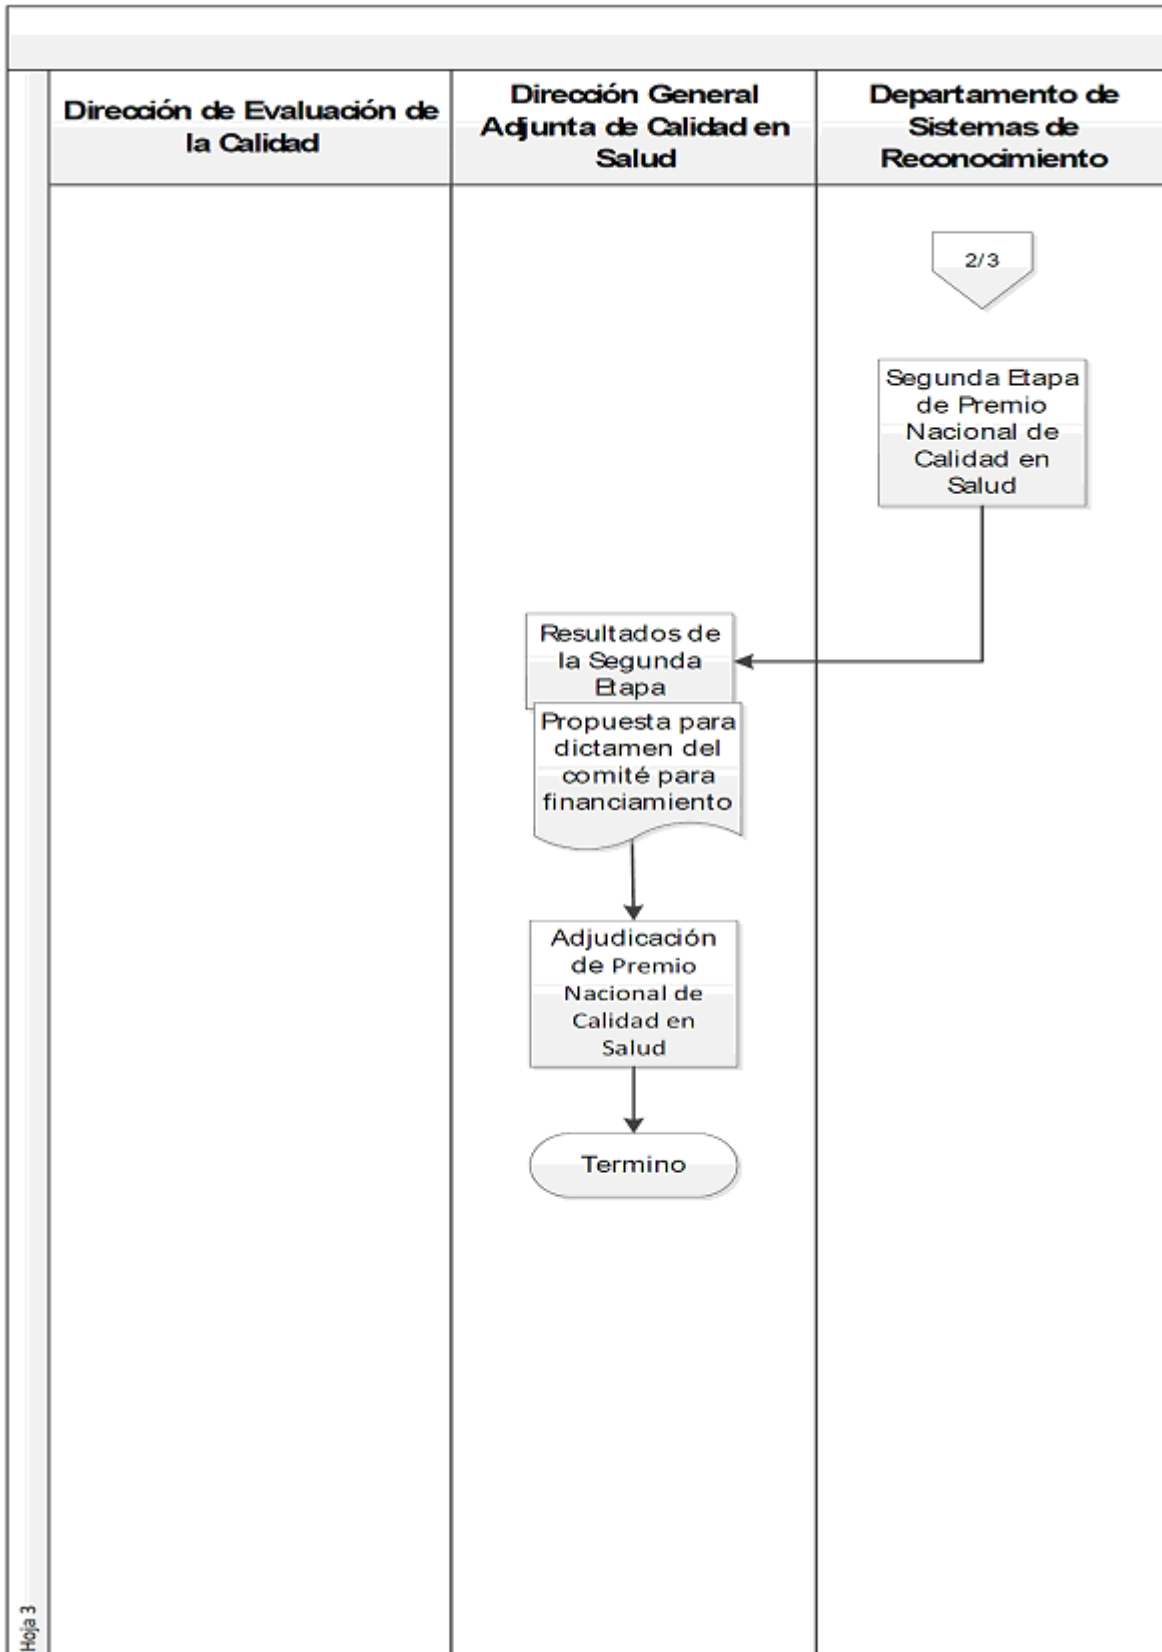 Dirección de Evaluación de
la Calidad
Dirección General
Adjunta de Calidad en
Salud
Departamento de
Sistemas de
Reconocimiento
2/3
Segunda Etapa
de Premio
Nacional de
Calidad en
Salud
Resultados de
la Segunda
Etapa
Propuesta para
dictamen del
comité para
financiamiento
Adjudicación
de Premio
Nacional de
Calidad en
Salud
Termino
Hoja 3